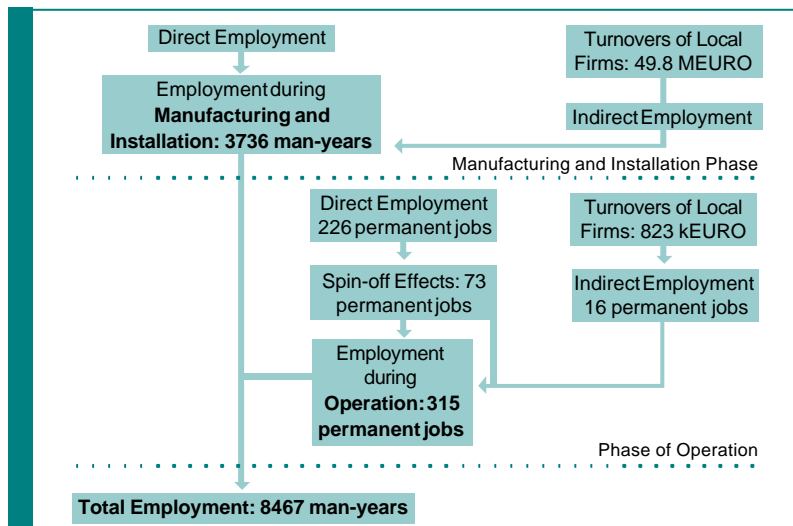 Direct Employment
Turnovers of Local
Firms: 49.8 MEURO
Employment during
Manufacturing and
Installation: 3736 man-years
Indirect Employment
Manufacturing and Installation Phase
Direct Employment
226 permanent jobs
Turnovers of Local
Firms: 823 kEURO
Spin-off Effects: 73
permanent jobs
Indirect Employment
16 permanent jobs
Employment
during
Operation: 315
permanent jobs
Phase of Operation
Total Employment: 8467 man-years